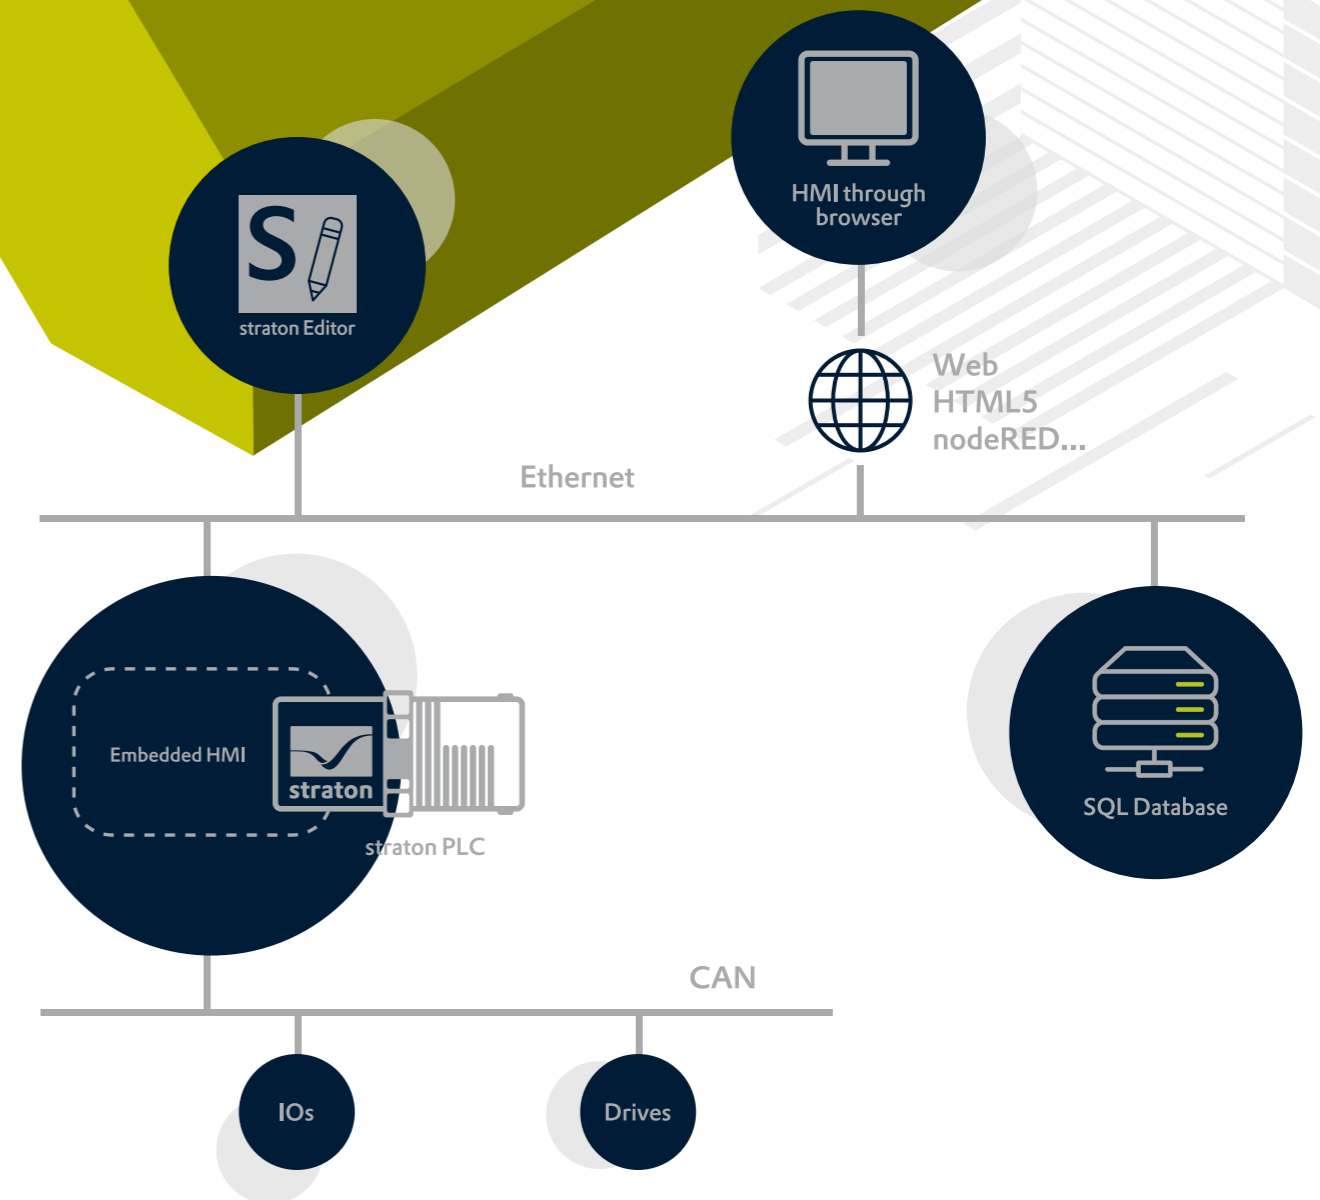 HMI through
browser
S
straton Editor
Web
HTML5
nodeRED...
Ethernet
Embedded HMI
straton
straton PLC
SQL Database
CAN
IOs
Drives